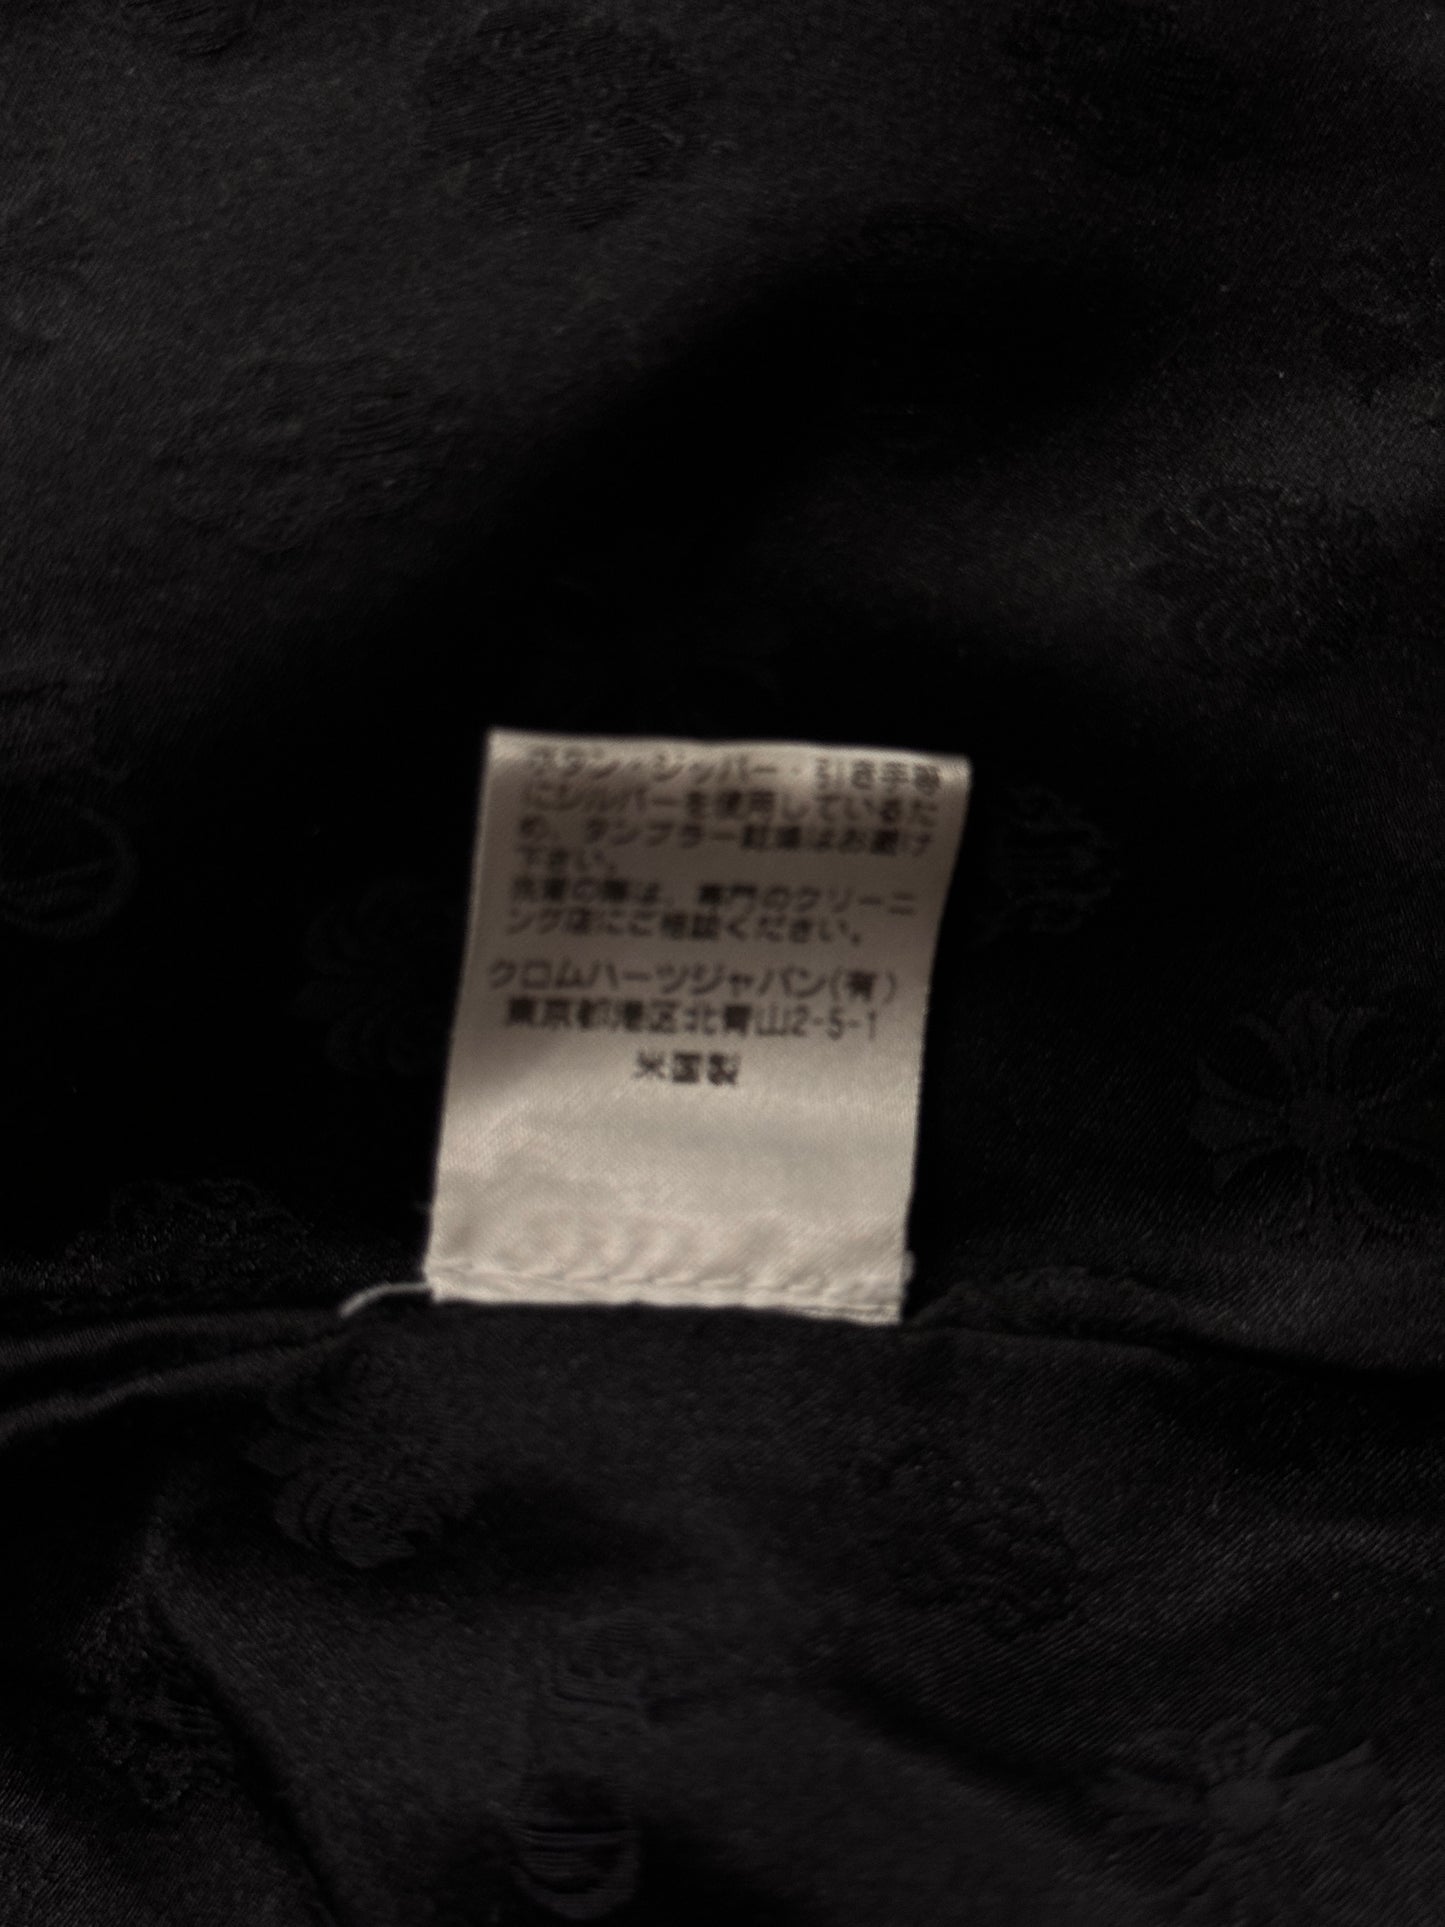 ボタン・ジッパー・引き手等
にシルバーを使用しているた
め、タンブラー乾燥はお避け
下さい。
洗濯の際は、専門のクリーニ
ング店にご相談ください。
クロムハーツジャパン(有)
東京都港区北青山2-5-1
米国製